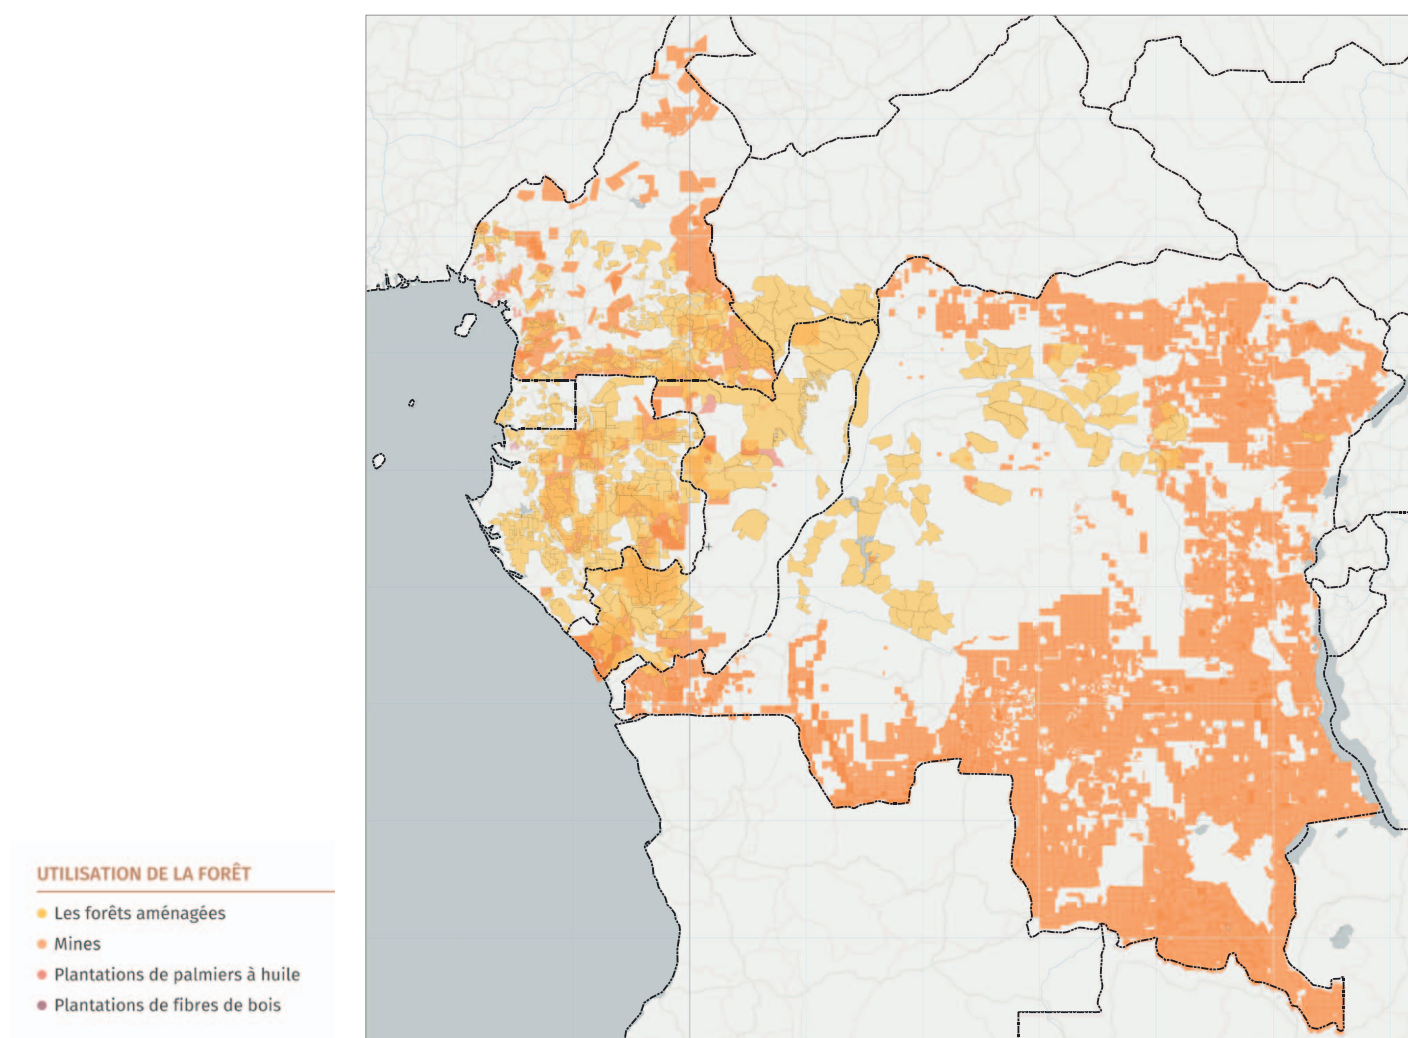 UTILISATION DE LA FORÊT
Les forêts aménagées
Mines
Plantations de palmiers à huile
Plantations de fibres de bois